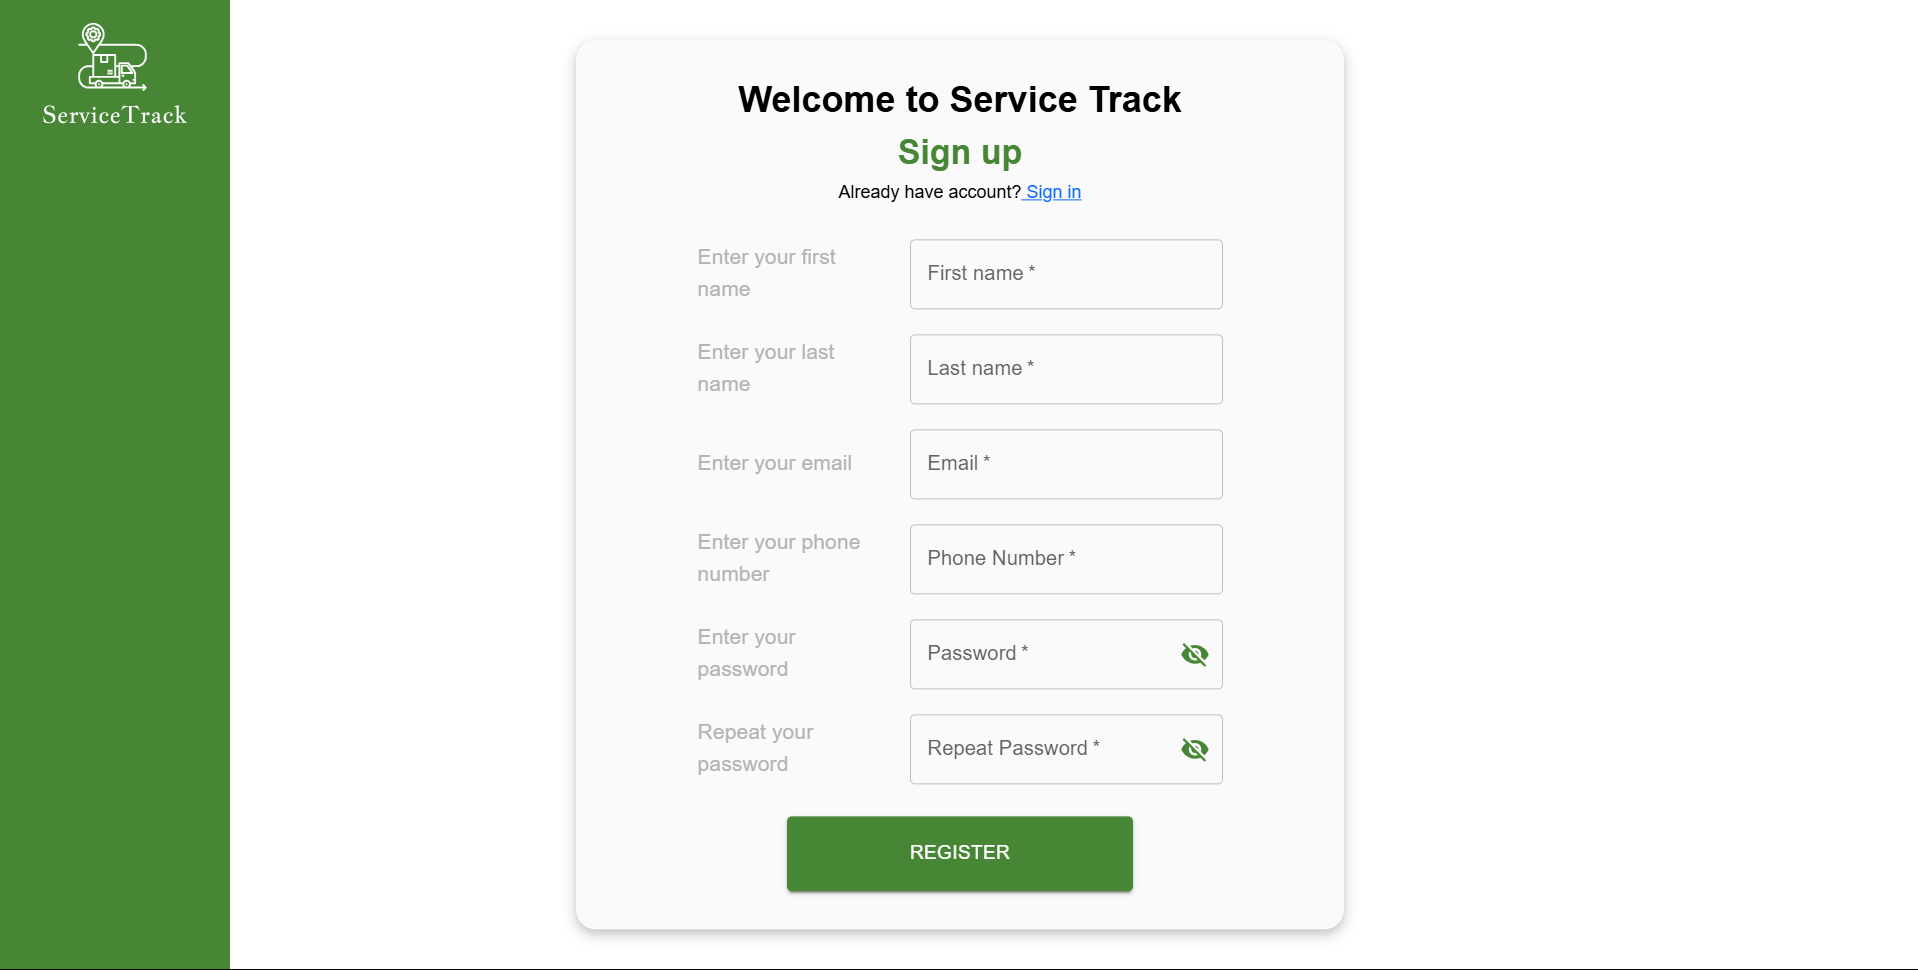 ServiceTrack
Welcome to Service Track
Sign up
Already have account? Sign in
Enter your first
name
First name *
Enter your last
name
Last name *
Enter your email
Email *
Enter your phone
number
Phone Number *
Enter your
password
Password *
Repeat your
password
Repeat Password *
REGISTER